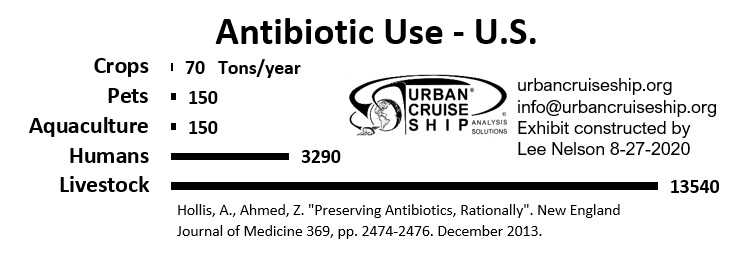 Antibiotic Use - U.S.
Crops 70 Tons/year
Pets 150
Aquaculture 150
Humans 3290
Livestock 13540
URBAN®
CRUISE
SHIP
ANALYSIS
SOLUTIONS
©
urbancruiseship.org
info@urbancruiseship.org
Exhibit constructed by
Lee Nelson 8-27-2020
Hollis, A., Ahmed, Z. "Preserving Antibiotics, Rationally". New England
Journal of Medicine 369, pp. 2474-2476. December 2013.